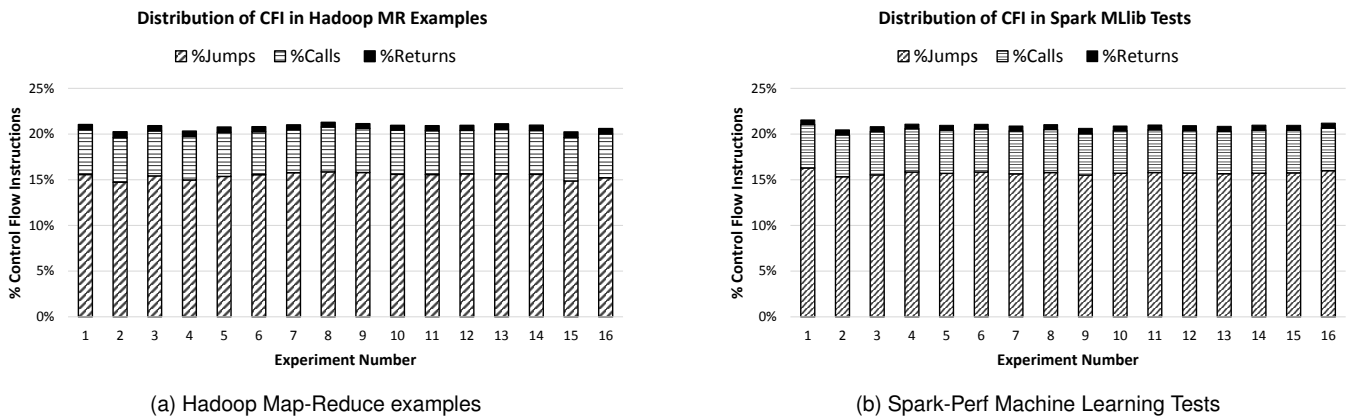 Distribution of CFI in Hadoop MR Examples
%Jumps %Calls %Returns
25%
20%
15%
10%
5%
0%
% Control Flow Instructions
1 2 3 4 5 6 7 8 9 10 11 12 13 14 15 16
Experiment Number
(a) Hadoop Map-Reduce examples
Distribution of CFI in Spark MLlib Tests
%Jumps %Calls %Returns
25%
20%
15%
10%
5%
0%
% Control Flow Instructions
1 2 3 4 5 6 7 8 9 10 11 12 13 14 15 16
Experiment Number
(b) Spark-Perf Machine Learning Tests